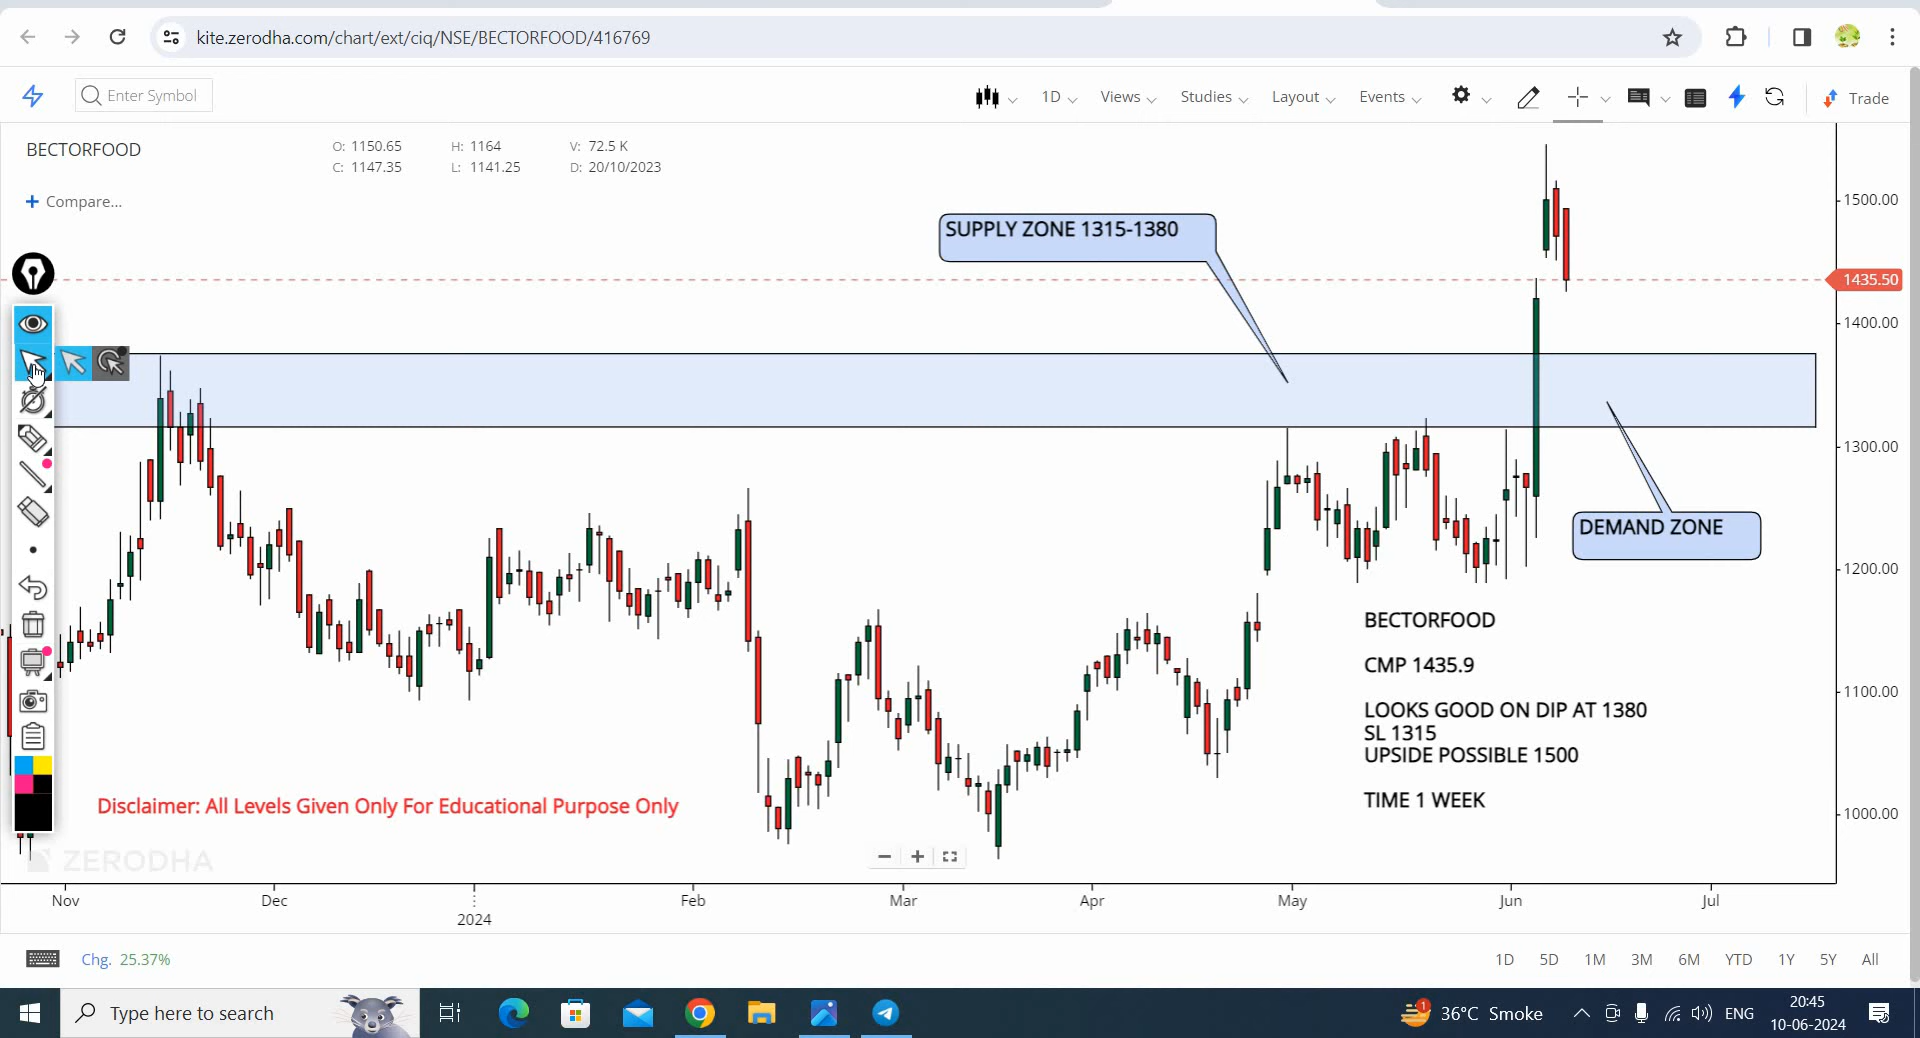 kite.zerodha.com/chart/ext/ciq/NSE/BECTORFOOD/416769
Enter Symbol
1D
Views
Studies
Layout
Events
Trade
BECTORFOOD
O: 1150.65 H: 1164 V: 72.5 K
C: 1147.35 L: 1141.25 D: 20/10/2023
+ Compare...
SUPPLY ZONE 1315-1380
1500.00
1435.50
1400.00
1300.00
DEMAND ZONE
1200.00
BECTORFOOD
CMP 1435.9
1100.00
LOOKS GOOD ON DIP AT 1380
SL 1315
UPSIDE POSSIBLE 1500
TIME 1 WEEK
Disclaimer: All Levels Given Only For Educational Purpose Only
1000.00
ZERODHA
Nov Dec 2024 Feb Mar Apr May Jun Jul
Chg. 25.37%
1D 5D 1M 3M 6M YTD 1Y 5Y All
Type here to search
1
36°C Smoke
ENG
20:45
10-06-2024